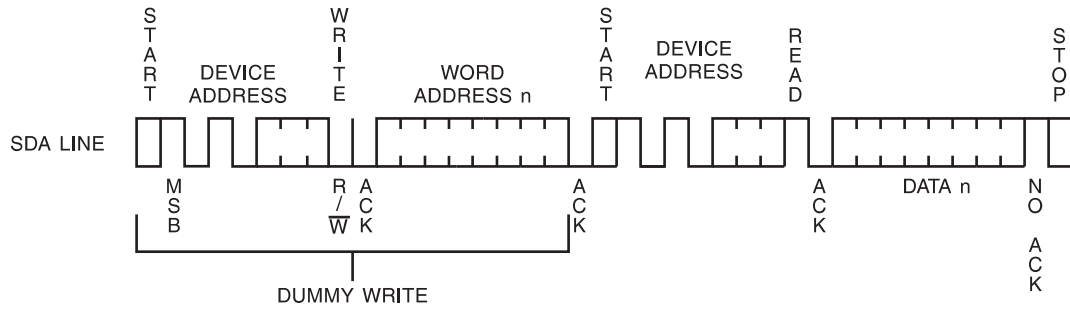 START
WRITE
START
READ
STOP
DEVICE
ADDRESS
WORD
ADDRESS n
DEVICE
ADDRESS
SDA LINE
MSB
R/W
ACK
ACK
ACK
DATA n
NO ACK
DUMMY WRITE